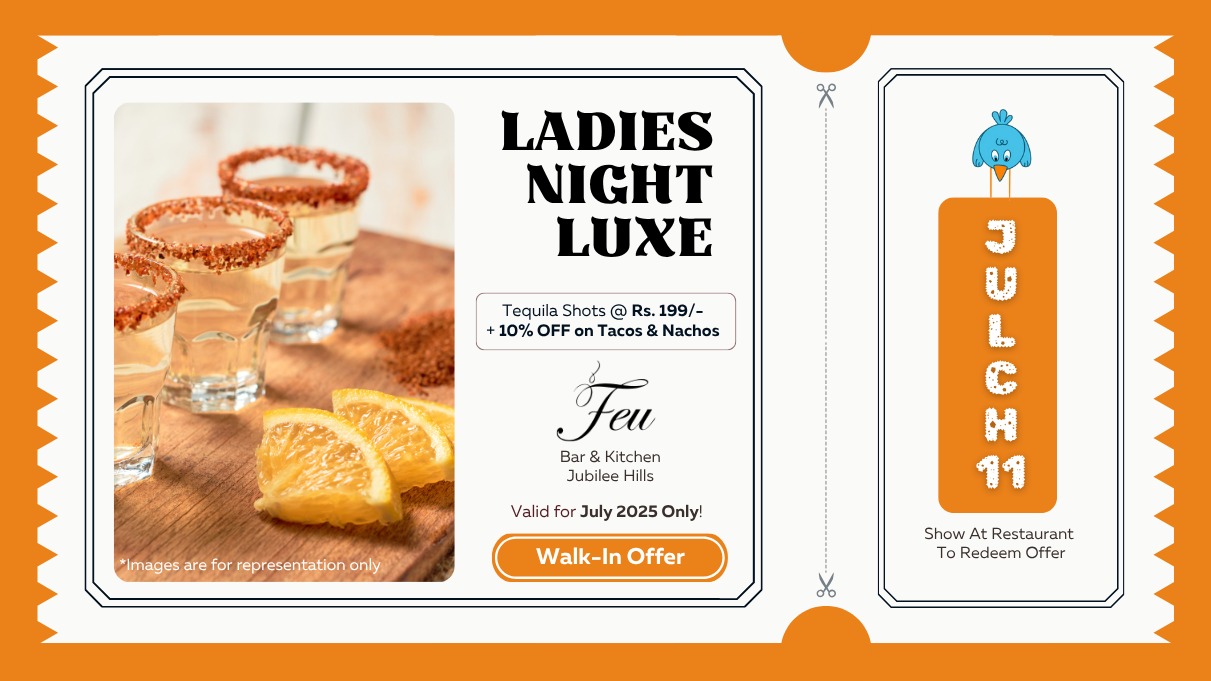 LADIES
NIGHT
LUXE
Tequila Shots @ Rs. 199/-
+ 10% OFF on Tacos & Nachos
Feu
Bar & Kitchen
Jubilee Hills
Valid for July 2025 Only!
Walk-In Offer
*Images are for representation only
J
U
L
C
H
11
Show At Restaurant
To Redeem Offer